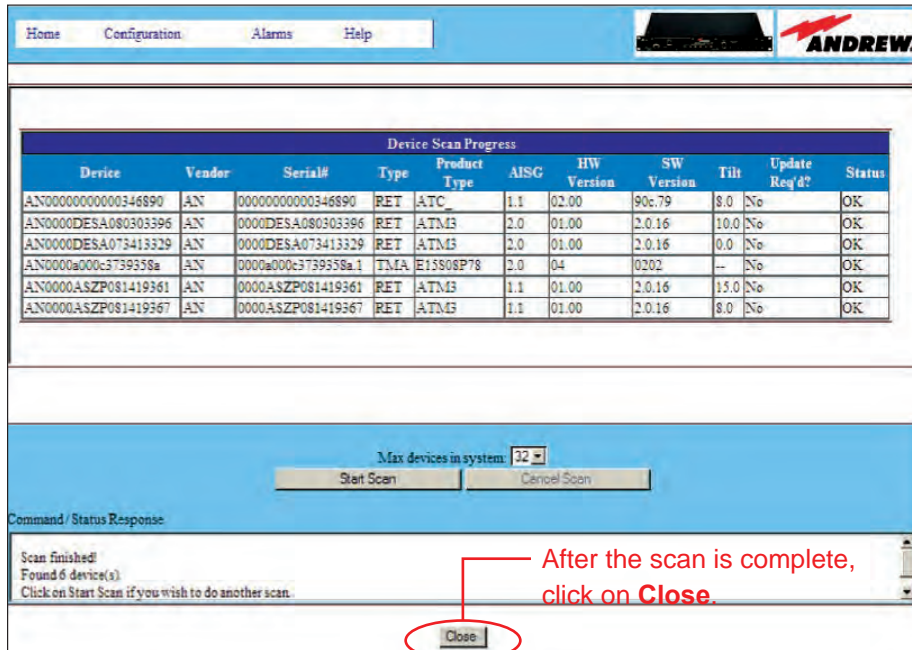 Home Configuration Alarms Help
ANDREW.
Device Scan Progress
Device Vendor Serial# Type Product Type AISG HW Version SW Version Tilt Update Req'd? Status
AN00000000000346890 AN 00000000000346890 RET ATC_ 1.1 02.00 90c.79 8.0 No OK
AN0000DESA080303396 AN 0000DESA080303396 RET ATM3 2.0 01.00 2.0.16 10.0 No OK
AN0000DESA073413329 AN 0000DESA073413329 RET ATM3 2.0 01.00 2.0.16 0.0 No OK
AN0000a000c3739358a AN 0000a000c3739358a.1 TMA E15S08P78 2.0 04 0202 -- No OK
AN0000ASZP081419361 AN 0000ASZP081419361 RET ATM3 1.1 01.00 2.0.16 15.0 No OK
AN0000ASZP081419367 AN 0000ASZP081419367 RET ATM3 1.1 01.00 2.0.16 8.0 No OK
Max devices in system: 32
Start Scan Cancel Scan
Command / Status Response
Scan finished!
Found 6 device(s).
Click on Start Scan if you wish to do another scan.
After the scan is complete,
click on Close.
Close